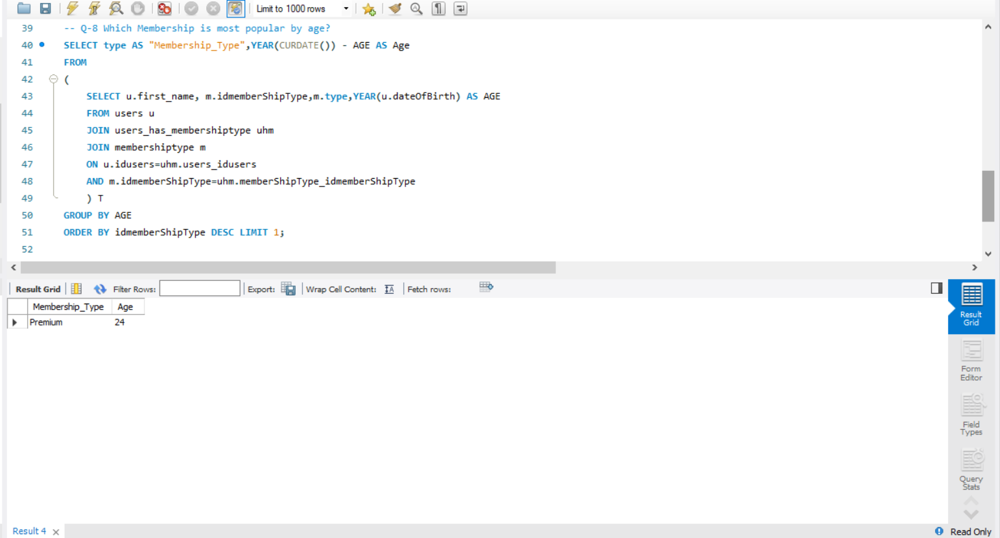 Limit to 1000 rows
39 -- Q-8 Which Membership is most popular by age?
40 SELECT type AS "Membership_Type",YEAR(CURDATE()) - AGE AS Age
41 FROM
42 (
43 SELECT u.first_name, m.idmemberShipType,m.type,YEAR(u.dateOfBirth) AS AGE
44 FROM users u
45 JOIN users_has_membershiptype uhm
46 JOIN membershiptype m
47 ON u.idusers=uhm.users_idusers
48 AND m.idmemberShipType=uhm.memberShipType_idmemberShipType
49 ) T
50 GROUP BY AGE
51 ORDER BY idmemberShipType DESC LIMIT 1;
52
Result Grid Filter Rows: Export: Wrap Cell Content: Fetch rows:
Membership_Type Age
Premium 24
Result
Grid
Form
Editor
Field
Types
Query
Stats
Result 4 Read Only